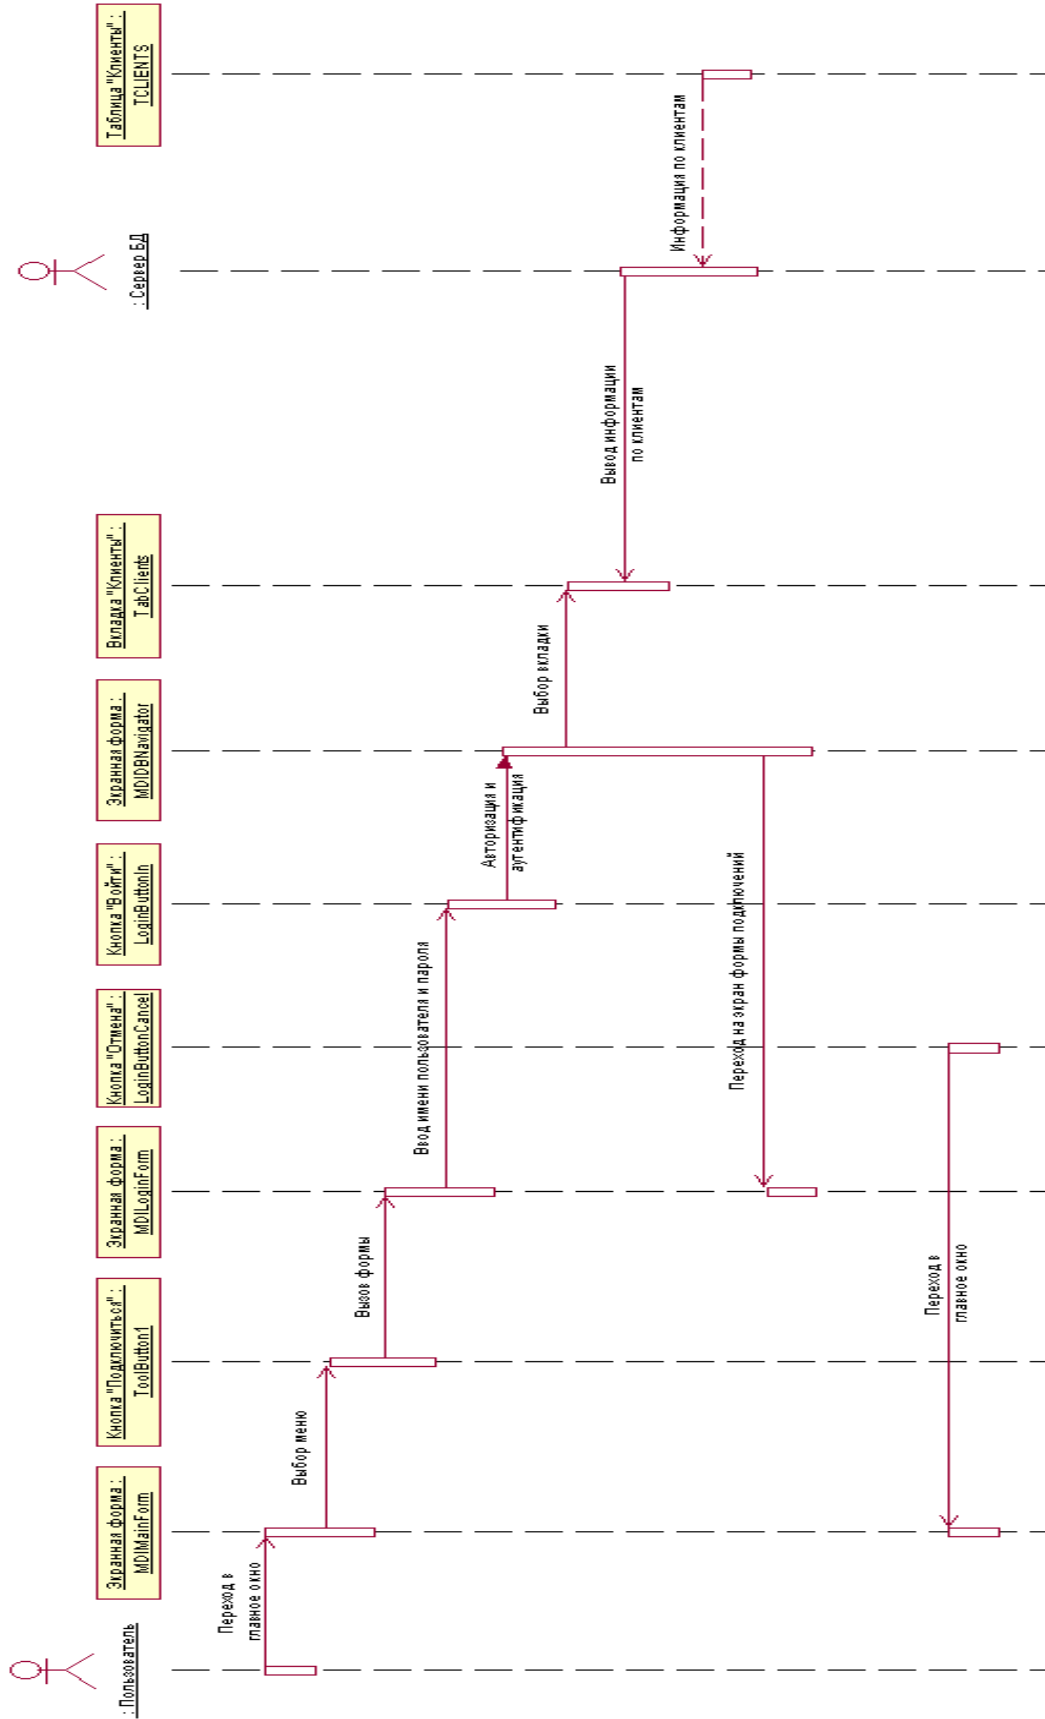 : Пользователь
Экранная форма :
MDIMainForm
Кнопка "Подключиться" :
ToolButton1
Экранная форма :
MDILoginForm
Кнопка "Отмена" :
LoginButtonCancel
Кнопка "Войти" :
LoginButtonIn
Экранная форма :
MDIDBNavigator
Вкладка "Клиенты" :
TabClients
: Сервер БД
Таблица "Клиенты" :
TCLIENTS
Переход в
главное окно
Выбор меню
Вызов формы
Ввод имени пользователя и пароля
Авторизация и
аутентификация
Выбор вкладки
Вывод информации
по клиентам
Информация по клиентам
Переход на экран формы подключений
Переход в
главное окно